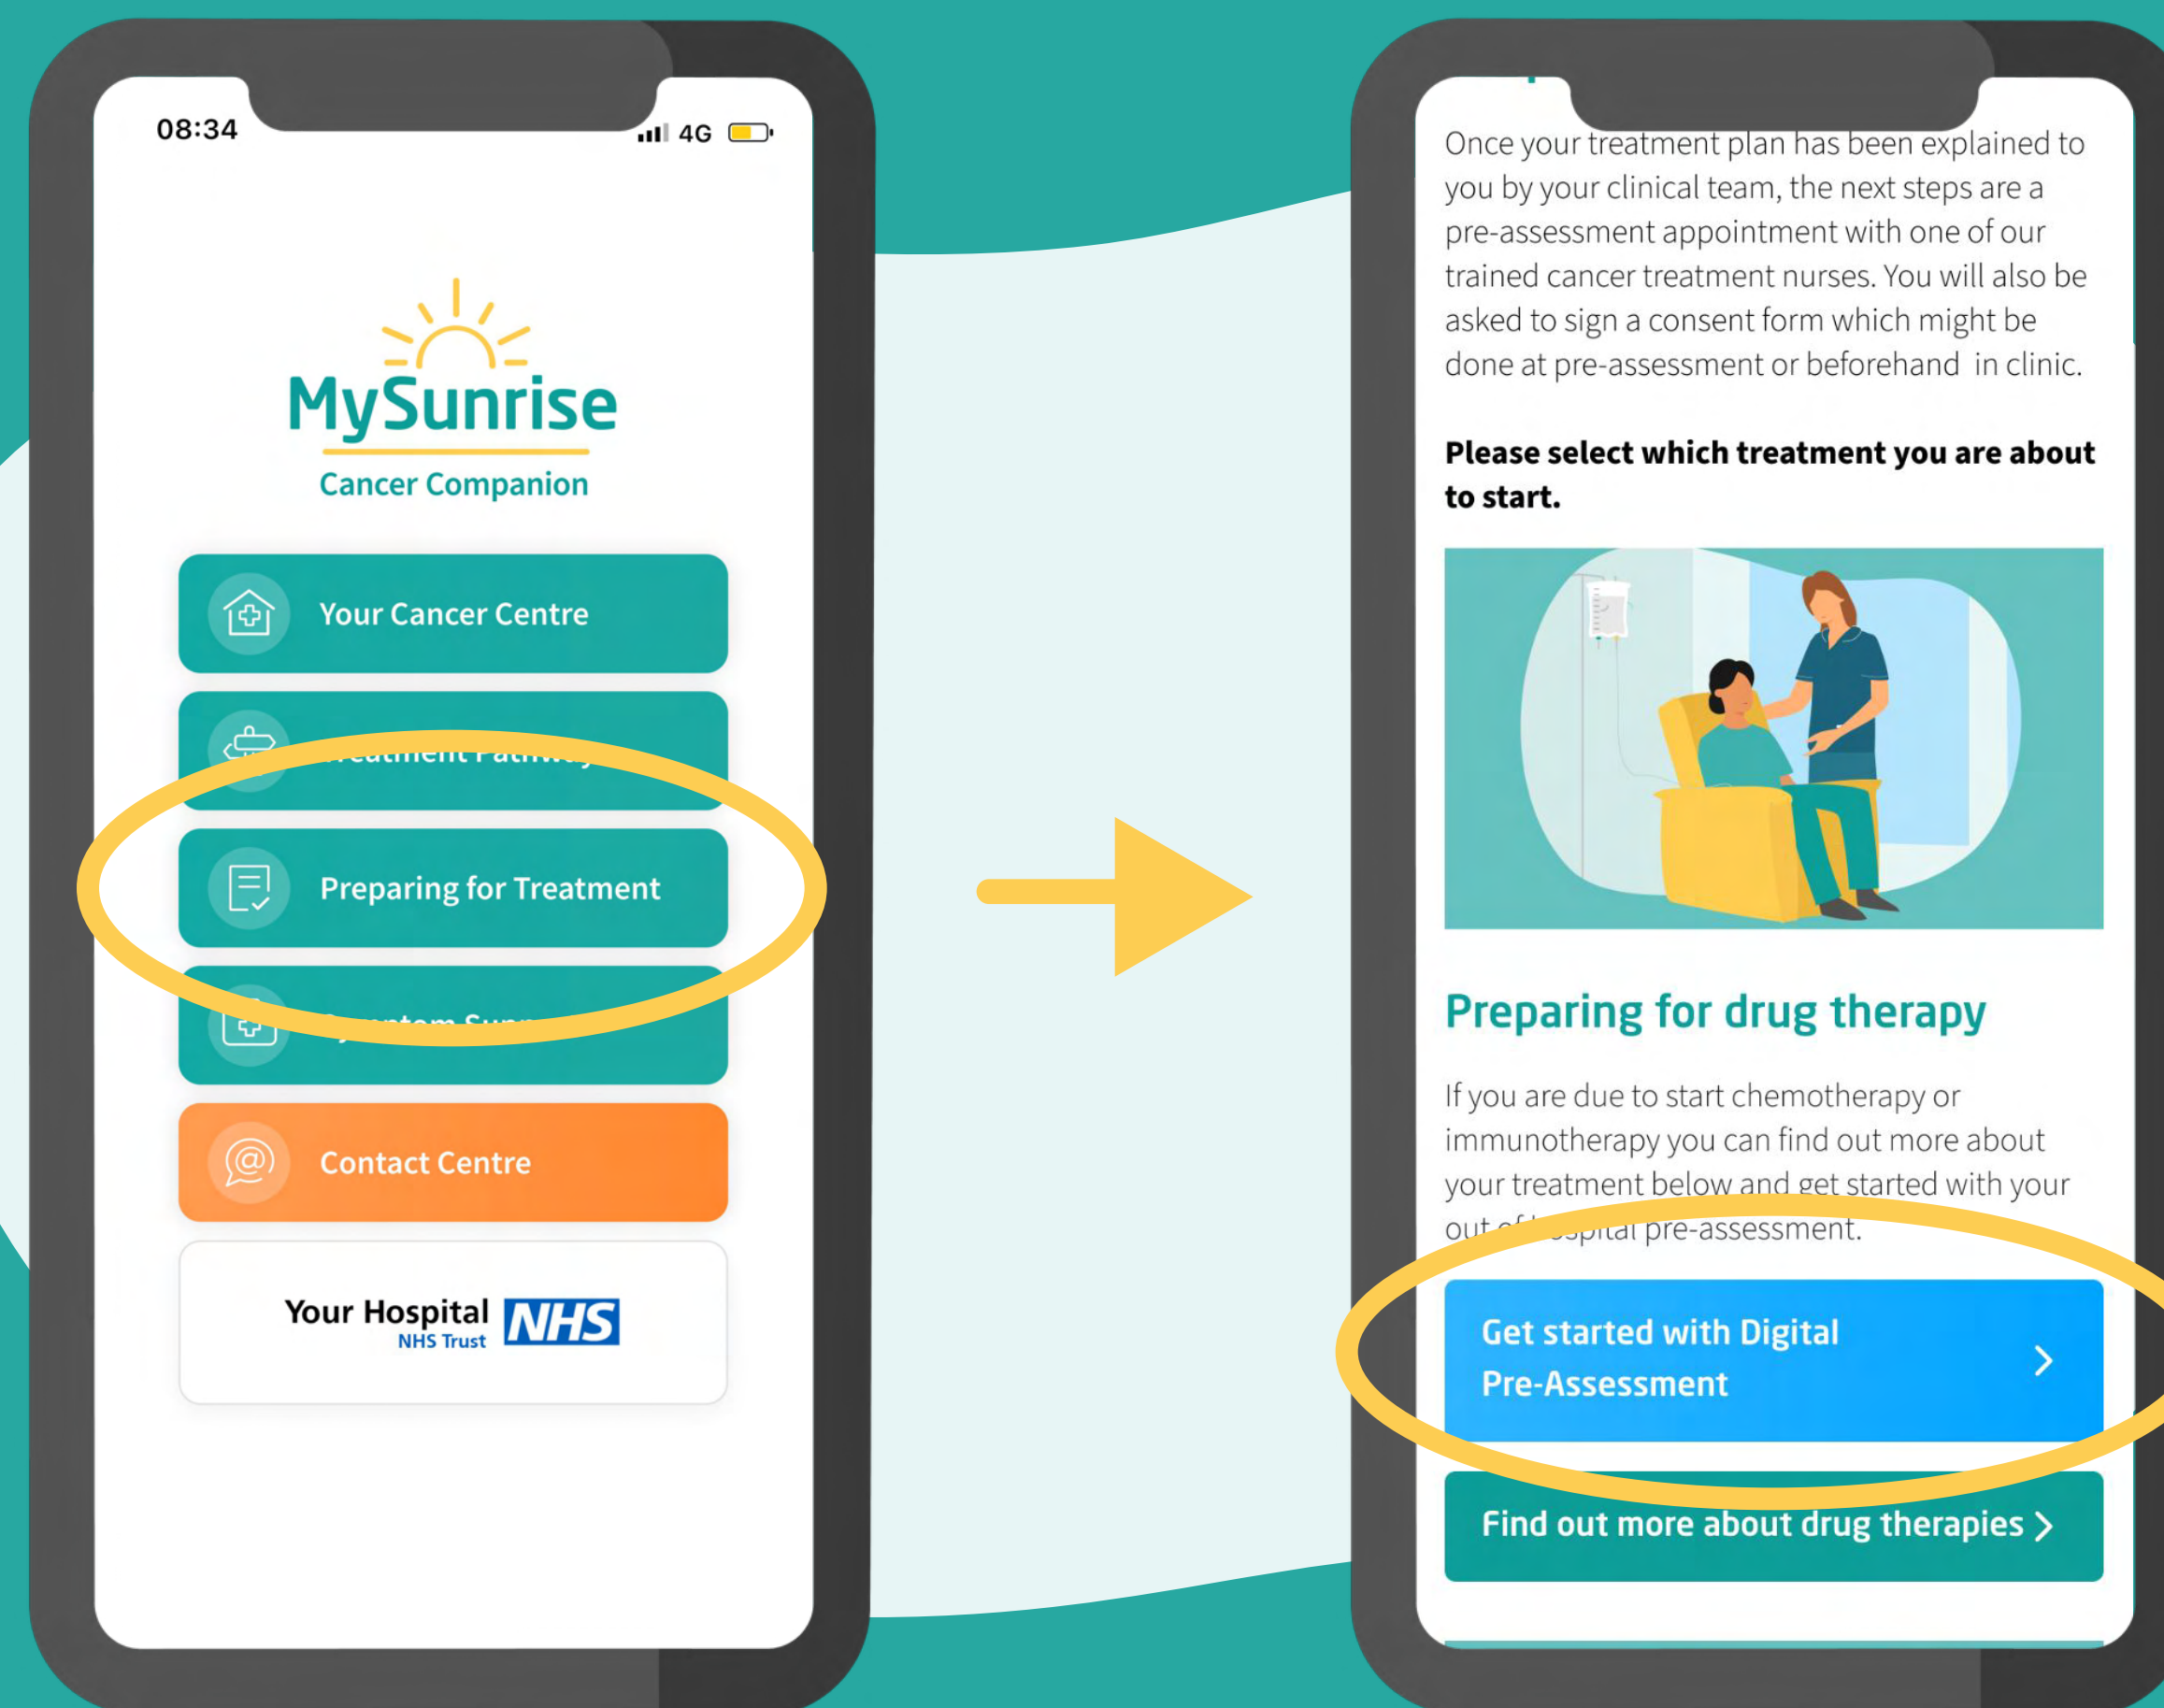 08:34
4G
MySunrise
Cancer Companion
Your Cancer Centre
Treatment Pathway
Preparing for Treatment
Symptom
Contact Centre
Your Hospital NHS
NHS Trust
Once your treatment plan has been explained to
you by your clinical team, the next steps are a
pre-assessment appointment with one of our
trained cancer treatment nurses. You will also be
asked to sign a consent form which might be
done at pre-assessment or beforehand in clinic.
Please select which treatment you are about
to start.
Preparing for drug therapy
If you are due to start chemotherapy or
immunotherapy you can find out more about
your treatment below and get started with your
out of hospital pre-assessment.
Get started with Digital
Pre-Assessment
Find out more about drug therapies